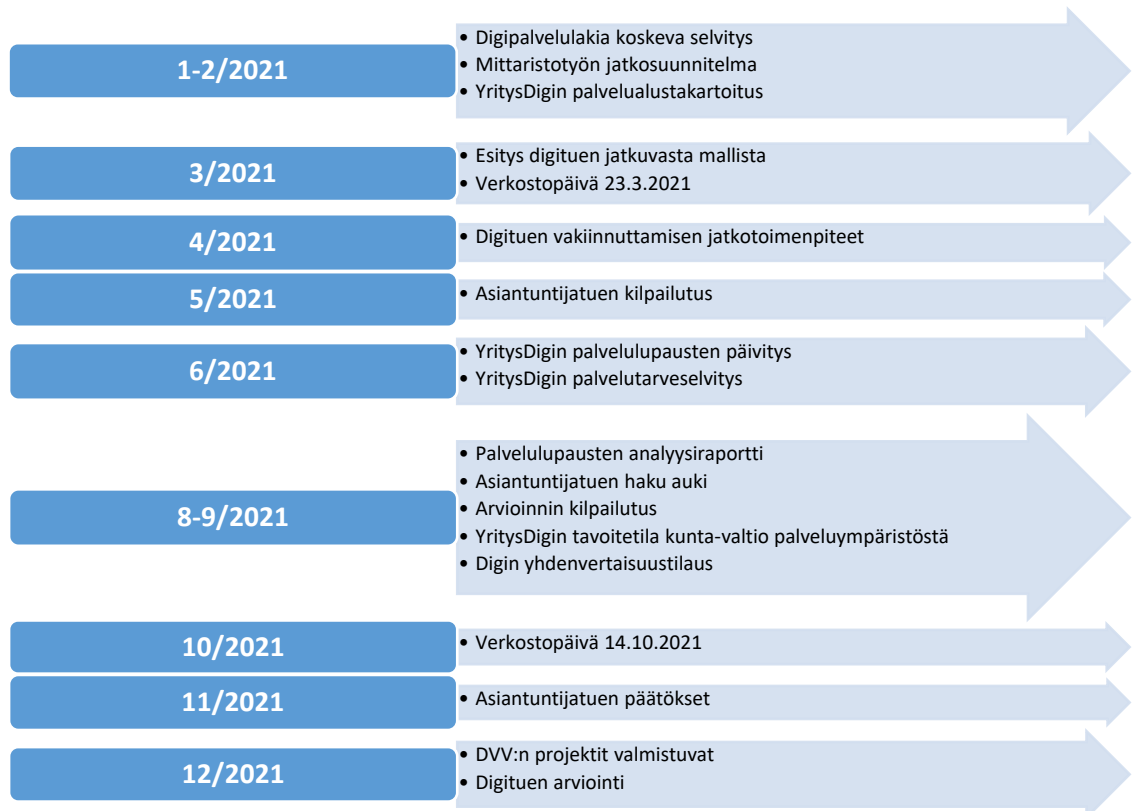 1-2/2021
• Digipalvelulakia koskeva selvitys
• Mittaristotyön jatkosuunnitelma
• YritysDigin palvelualustakartoitus
3/2021
• Esitys digituen jatkuvasta mallista
• Verkostopäivä 23.3.2021
4/2021
• Digituen vakiinnuttamisen jatkotoimenpiteet
5/2021
• Asiantuntijatuen kilpailutus
6/2021
• YritysDigin palvelulupausten päivitys
• YritysDigin palvelutarveselvitys
8-9/2021
• Palvelulupausten analyysiraportti
• Asiantuntijatuen haku auki
• Arvioinnin kilpailutus
• YritysDigin tavoitetila kunta-valtio palveluympäristöstä
• Digin yhdenvertaisuustilaus
10/2021
• Verkostopäivä 14.10.2021
11/2021
• Asiantuntijatuen päätökset
12/2021
• DVV:n projektit valmistuvat
• Digituen arviointi